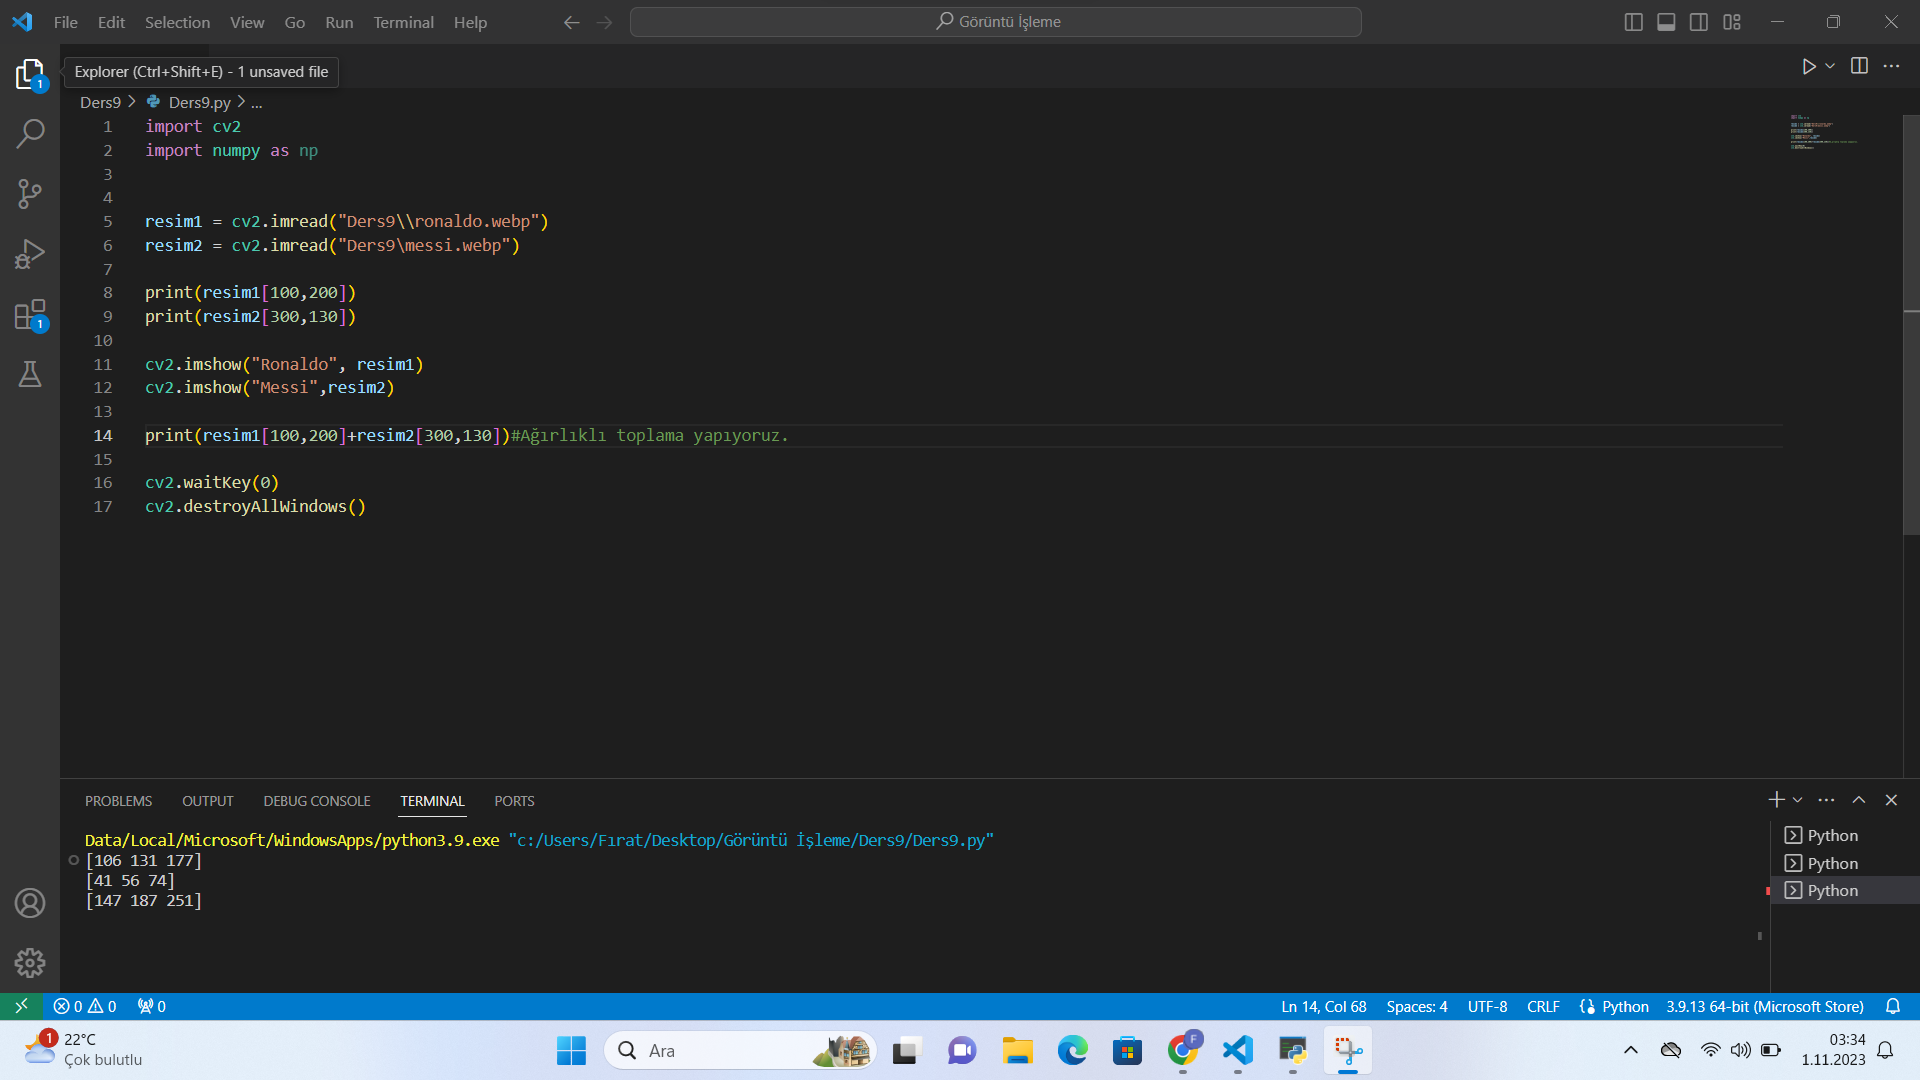 File Edit Selection View Go Run Terminal Help
Görüntü İşleme
Explorer (Ctrl+Shift+E) - 1 unsaved file
1
Ders9 > Ders9.py > ...
1 import cv2
2 import numpy as np
3
4
5 resim1 = cv2.imread("Ders9\\ronaldo.webp")
6 resim2 = cv2.imread("Ders9\messi.webp")
7
8 print(resim1[100,200])
9 print(resim2[300,130])
10
11 cv2.imshow("Ronaldo", resim1)
12 cv2.imshow("Messi",resim2)
13
14 print(resim1[100,200]+resim2[300,130])#Ağırlıklı toplama yapıyoruz.
15
16 cv2.waitKey(0)
17 cv2.destroyAllWindows()
1
PROBLEMS OUTPUT DEBUG CONSOLE TERMINAL PORTS
Data/Local/Microsoft/WindowsApps/python3.9.exe "c:/Users/Fırat/Desktop/Görüntü İşleme/Ders9/Ders9.py"
[106 131 177]
[41 56 74]
[147 187 251]
Python
Python
Python
0 0 0
Ln 14, Col 68 Spaces: 4 UTF-8 CRLF Python 3.9.13 64-bit (Microsoft Store)
1
22°C
Çok bulutlu
Ara
F
03:34
1.11.2023